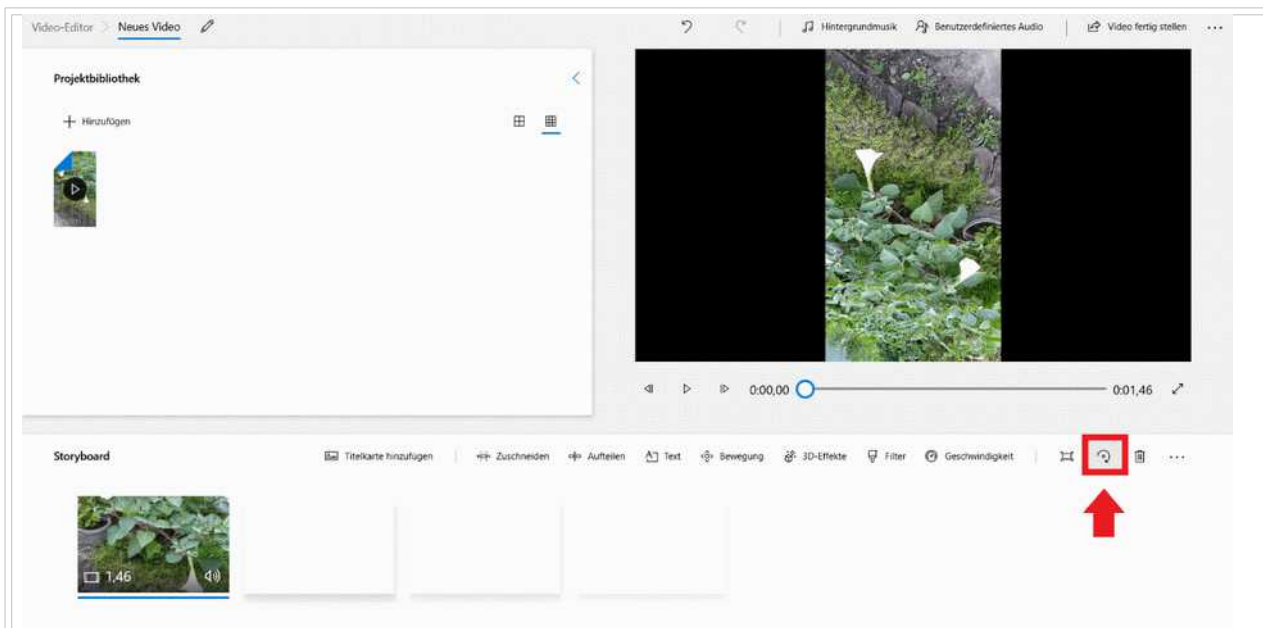 Video-Editor > Neues Video
Hintergrundmusik
Benutzerdefiniertes Audio
Video fertig stellen
Projektbibliothek
+ Hinzufügen
0:00,00
0:01,46
Storyboard
Titelkarte hinzufügen
Zuschneiden
Aufteilen
Text
Bewegung
3D-Effekte
Filter
Geschwindigkeit
1,46